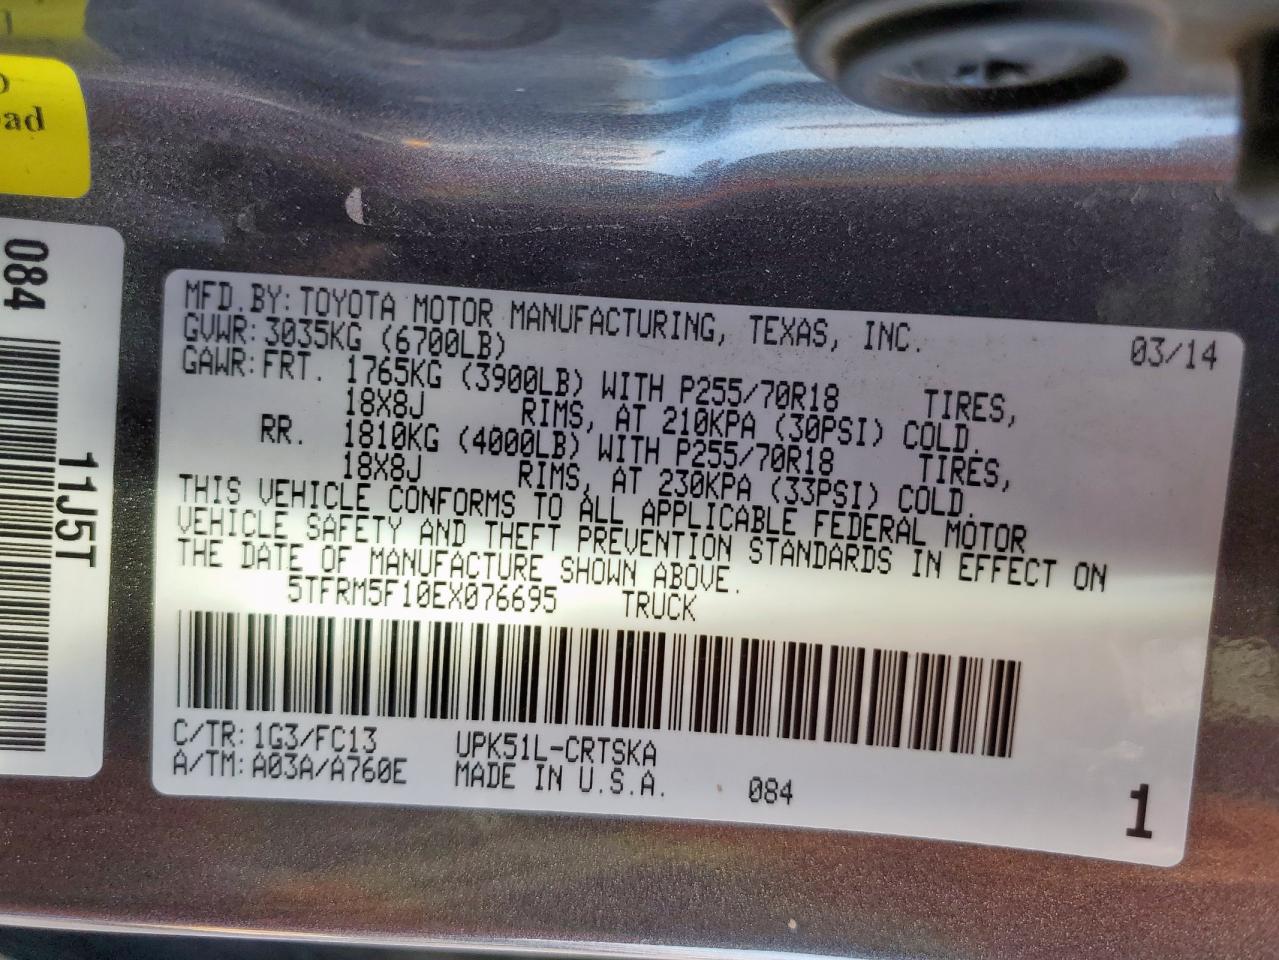 ad
084
11J5T
MFD.BY:TOYOTA MOTOR MANUFACTURING, TEXAS, INC. 03/14
GVWR:3035KG (6700LB)
GAWR:FRT. 1765KG (3900LB) WITH P255/70R18 TIRES,
18X8J RIMS, AT 210KPA (30PSI) COLD.
RR. 1810KG (4000LB) WITH P255/70R18 TIRES,
18X8J RIMS, AT 230KPA (33PSI) COLD.
THIS VEHICLE CONFORMS TO ALL APPLICABLE FEDERAL MOTOR
VEHICLE SAFETY AND THEFT PREVENTION STANDARDS IN EFFECT ON
THE DATE OF MANUFACTURE SHOWN ABOVE.
5TFRM5F10EX076695 TRUCK
C/TR:1G3/FC13 UPK51L-CRTSKA
A/TM:A03A/A760E MADE IN U.S.A. 084
1